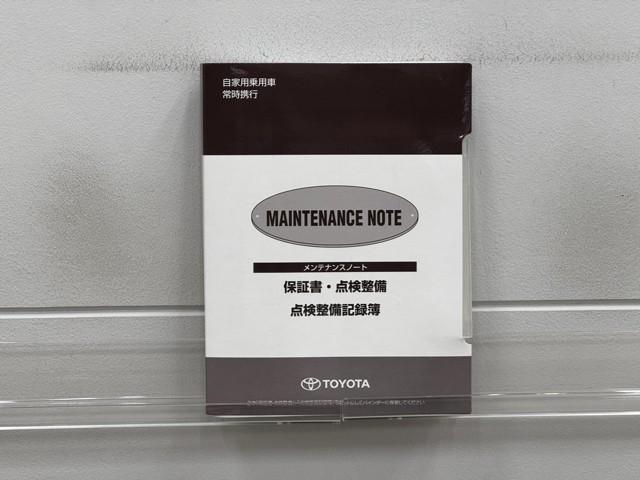 自家用乗用車
常時携行
MAINTENANCE NOTE
メンテナンスノート
保証書・点検整備
点検整備記録簿
TOYOTA